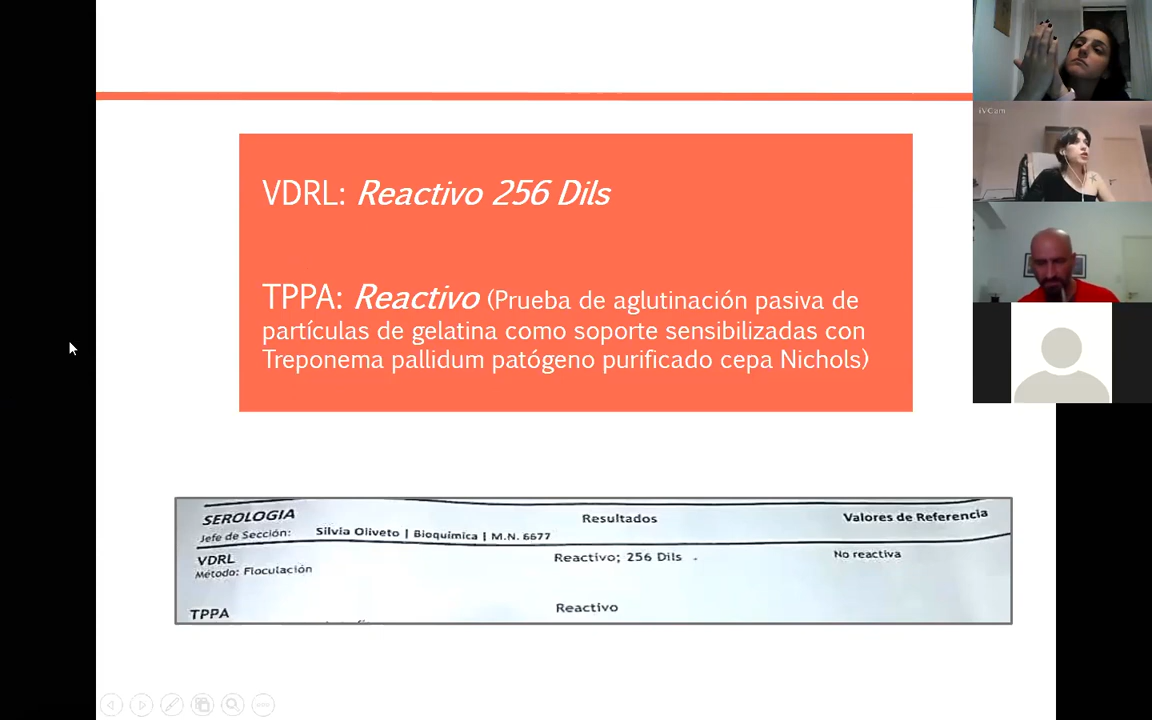 iVCam
VDRL: Reactivo 256 Dils
TPPA: Reactivo (Prueba de aglutinación pasiva de
partículas de gelatina como soporte sensibilizadas con
Treponema pallidum patógeno purificado cepa Nichols)
SEROLOGIA Resultados Valores de Referencia
Jefe de Sección: Silvia Oliveto | Bioquímica | M.N. 6677
VDRL Reactivo; 256 Dils No reactiva
Método: Floculación
TPPA Reactivo